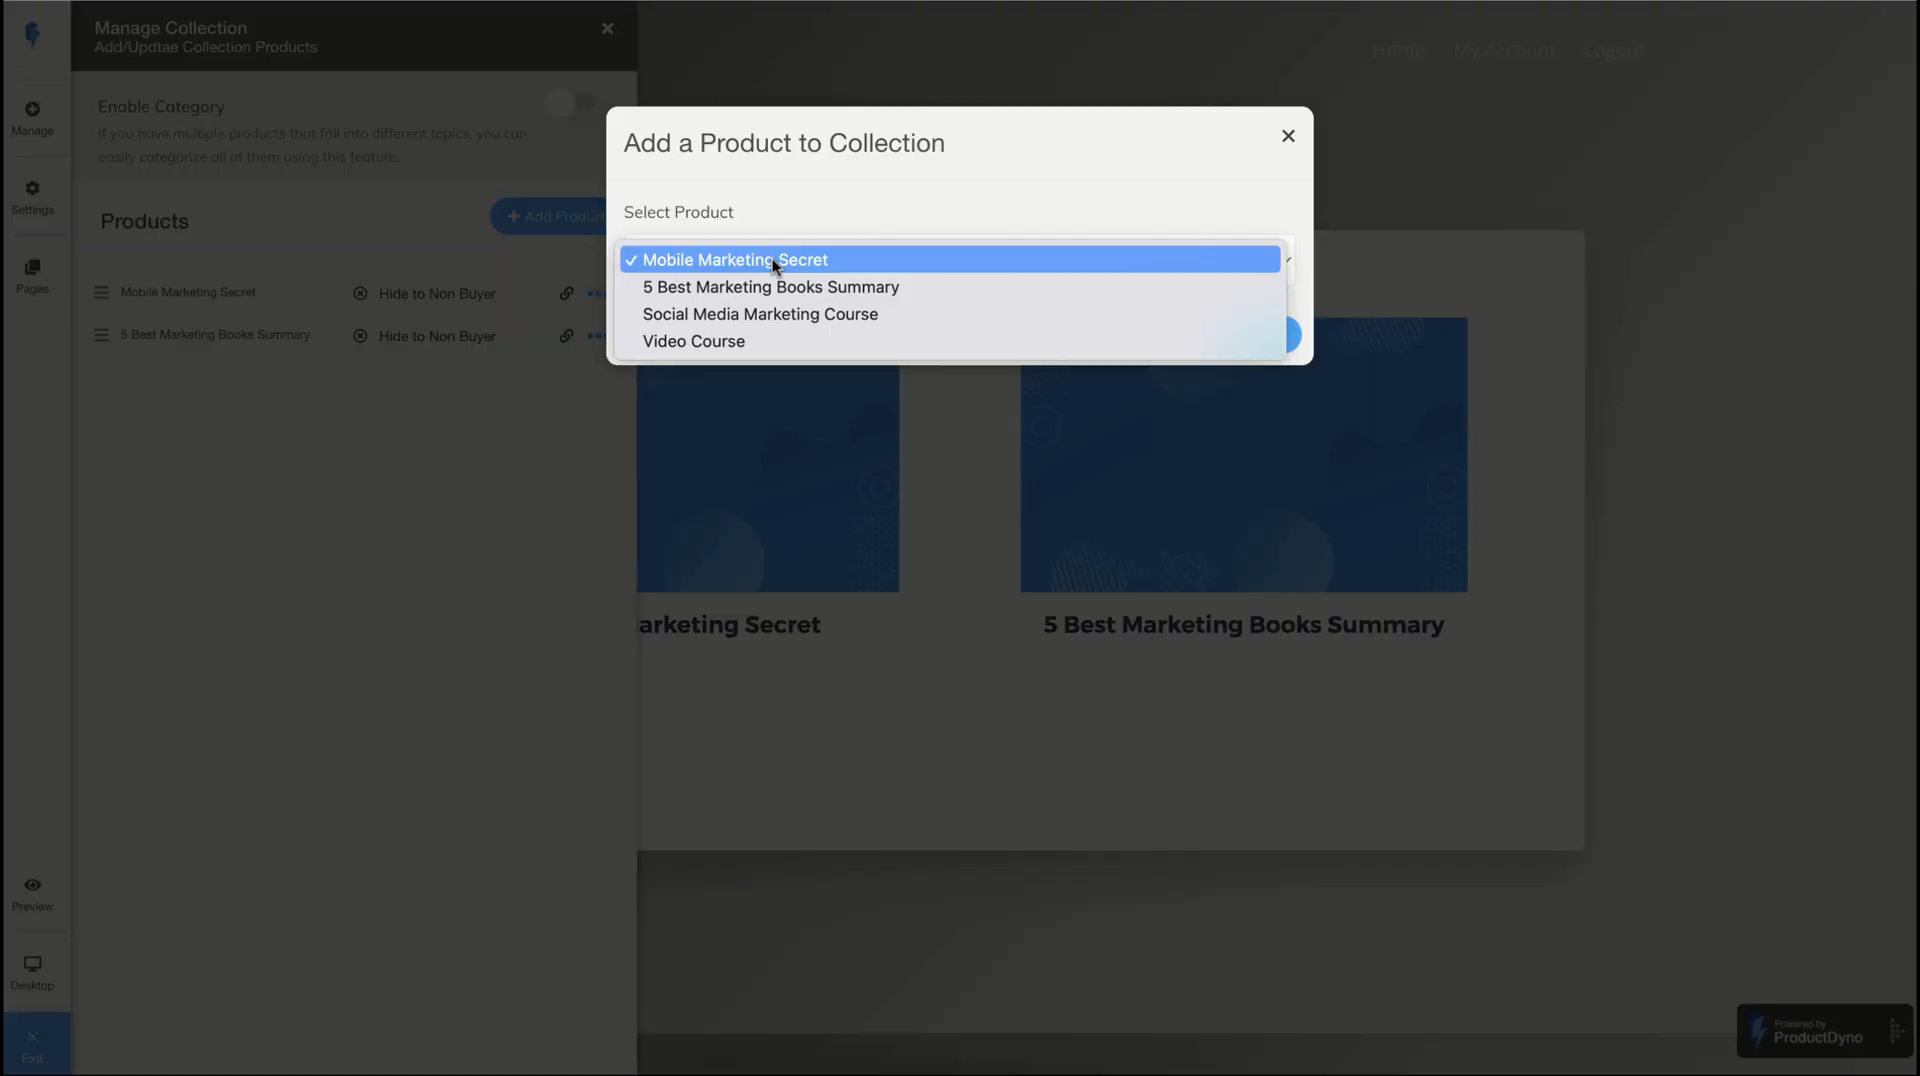 Manage Collection
Add/Updtae Collection Products
Home
My Account
Logout
Manage
Settings
Pages
Enable Category
If you have multiple products that fall into different topics, you can
easily categorize all of them using this feature.
Products
+ Add Product
Mobile Marketing Secret
Hide to Non Buyer
5 Best Marketing Books Summary
Hide to Non Buyer
Add a Product to Collection
Select Product
Mobile Marketing Secret
5 Best Marketing Books Summary
Social Media Marketing Course
Video Course
arketing Secret
5 Best Marketing Books Summary
Preview
Desktop
Exit
Powered by
ProductDyno